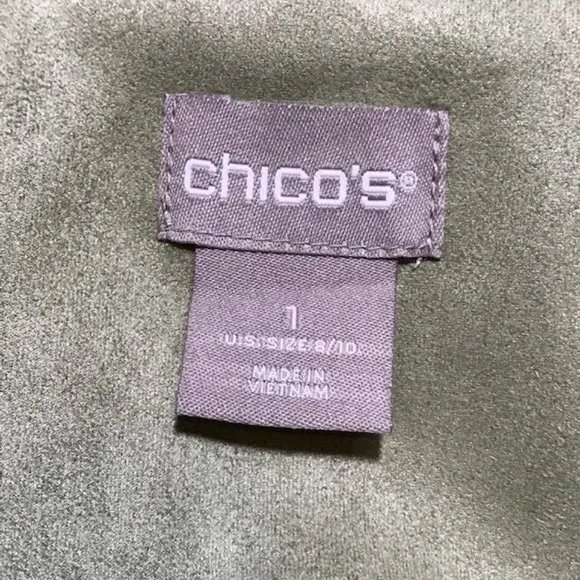 chico's®
1
U.S. SIZE 8/10
MADE IN
VIETNAM